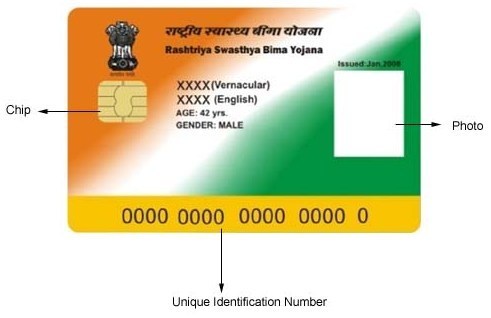 राष्ट्रीय स्वास्थ्य बीमा योजना
Rashtriya Swasthya Bima Yojana
Issued:Jan,2008
XXXX(Vernacular)
XXXX (English)
AGE: 42 yrs.
GENDER: MALE
Chip
Photo
0000 0000 0000 0000 0
Unique Identification Number